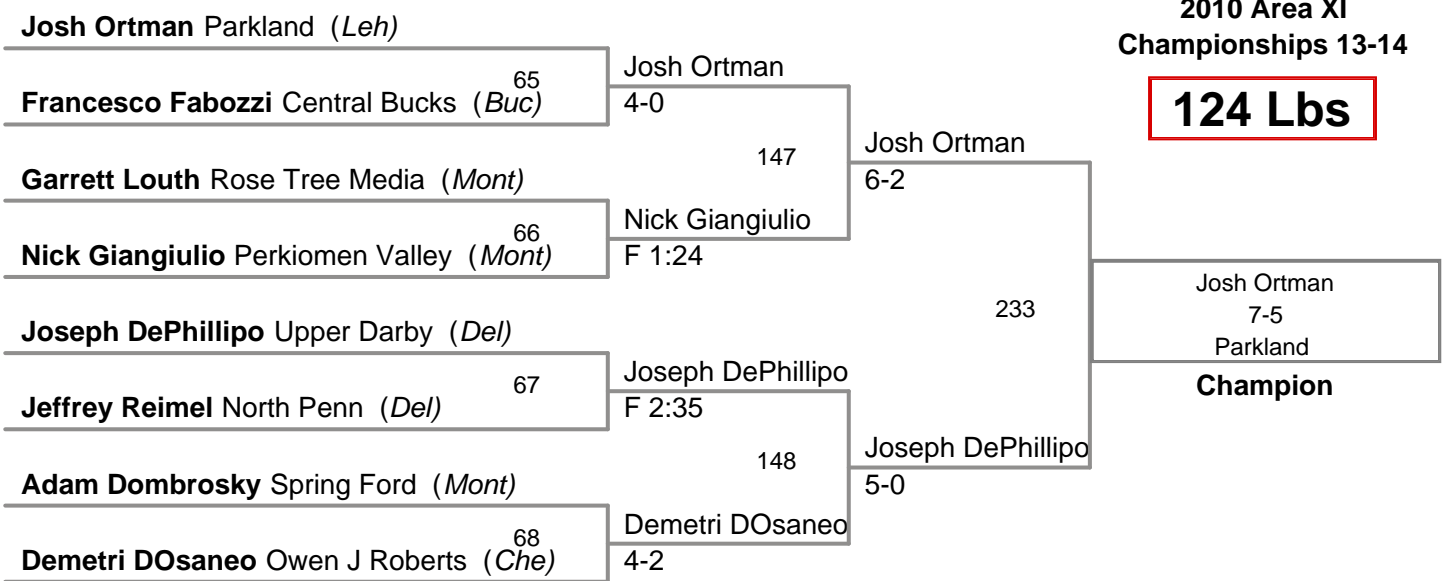 2010 Area XI
Championships 13-14
124 Lbs
Josh Ortman Parkland (Leh)
65
Francesco Fabozzi Central Bucks (Buc)
Garrett Louth Rose Tree Media (Mont)
66
Nick Giangiulio Perkiomen Valley (Mont)
Joseph DePhillipo Upper Darby (Del)
67
Jeffrey Reimel North Penn (Del)
Adam Dombrosky Spring Ford (Mont)
68
Demetri DOsaneo Owen J Roberts (Che)
Josh Ortman
4-0
147
Nick Giangiulio
F 1:24
Joseph DePhillipo
F 2:35
148
Demetri DOsaneo
4-2
Josh Ortman
6-2
233
Joseph DePhillipo
5-0
Josh Ortman
7-5
Parkland
Champion